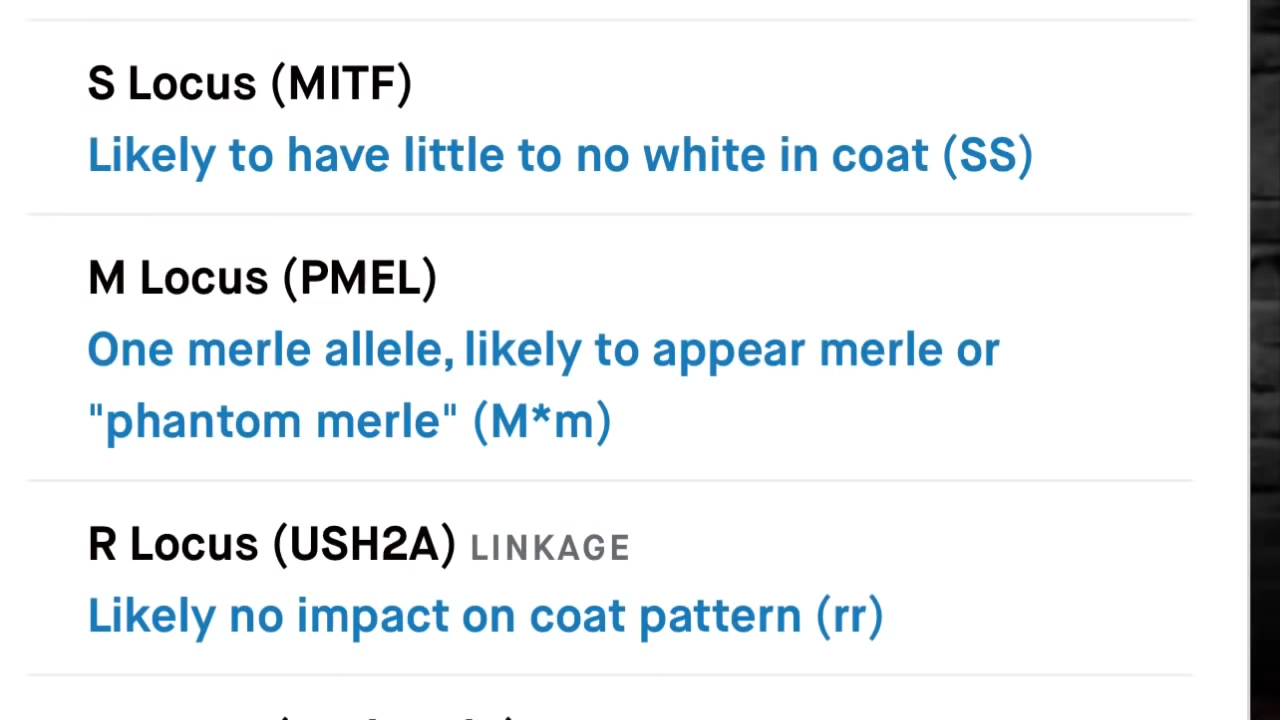 S Locus (MITF)
Likely to have little to no white in coat (SS)
M Locus (PMEL)
One merle allele, likely to appear merle or
"phantom merle" (M*m)
R Locus (USH2A) LINKAGE
Likely no impact on coat pattern (rr)